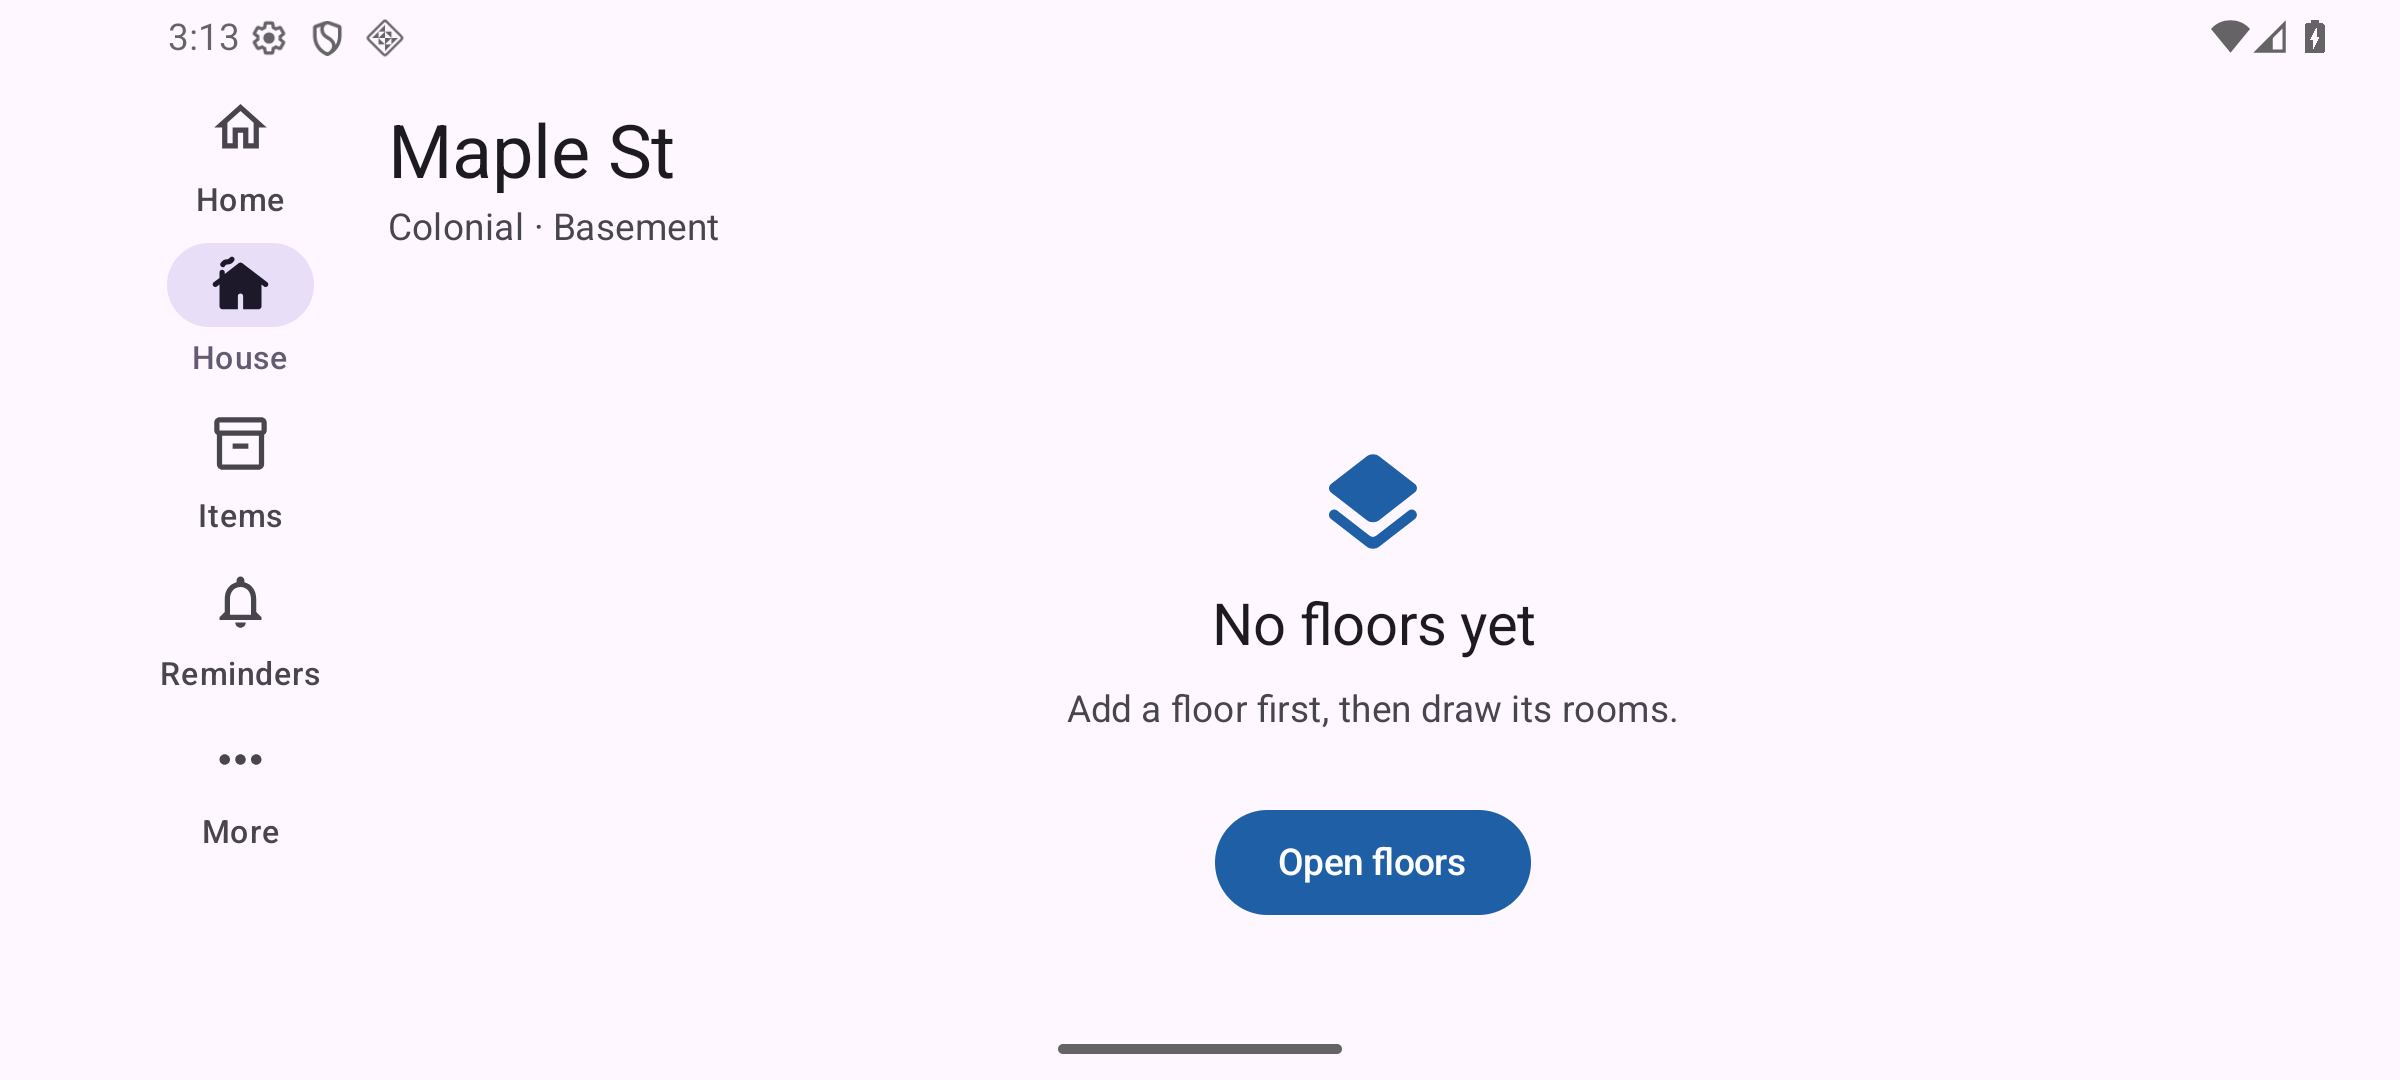 3:13
Home
House
Items
Reminders
More
Maple St
Colonial · Basement
No floors yet
Add a floor first, then draw its rooms.
Open floors